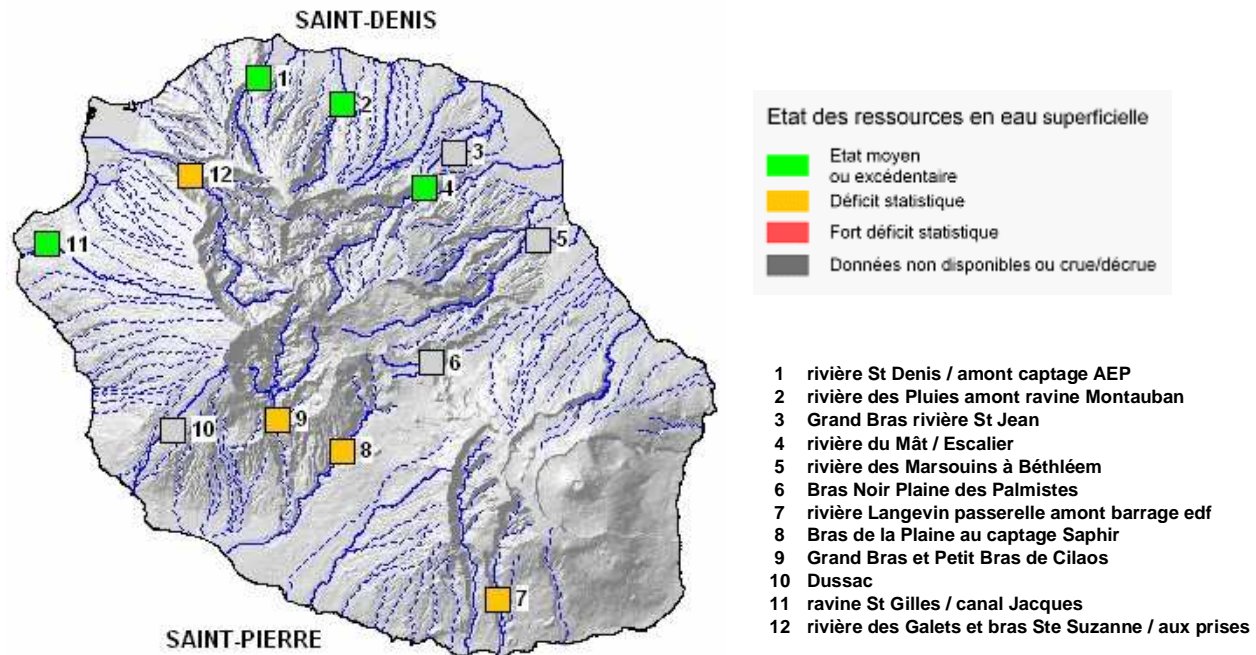 SAINT-DENIS
1
2
3
12
4
11
5
6
9
10
8
7
SAINT-PIERRE
Etat des ressources en eau superficielle
Etat moyen
ou excédentaire
Déficit statistique
Fort déficit statistique
Données non disponibles ou crue/décrue
1 rivière St Denis / amont captage AEP
2 rivière des Pluies amont ravine Montauban
3 Grand Bras rivière St Jean
4 rivière du Mât / Escalier
5 rivière des Marsouins à Béthléem
6 Bras Noir Plaine des Palmistes
7 rivière Langevin passerelle amont barrage edf
8 Bras de la Plaine au captage Saphir
9 Grand Bras et Petit Bras de Cilaos
10 Dussac
11 ravine St Gilles / canal Jacques
12 rivière des Galets et bras Ste Suzanne / aux prises